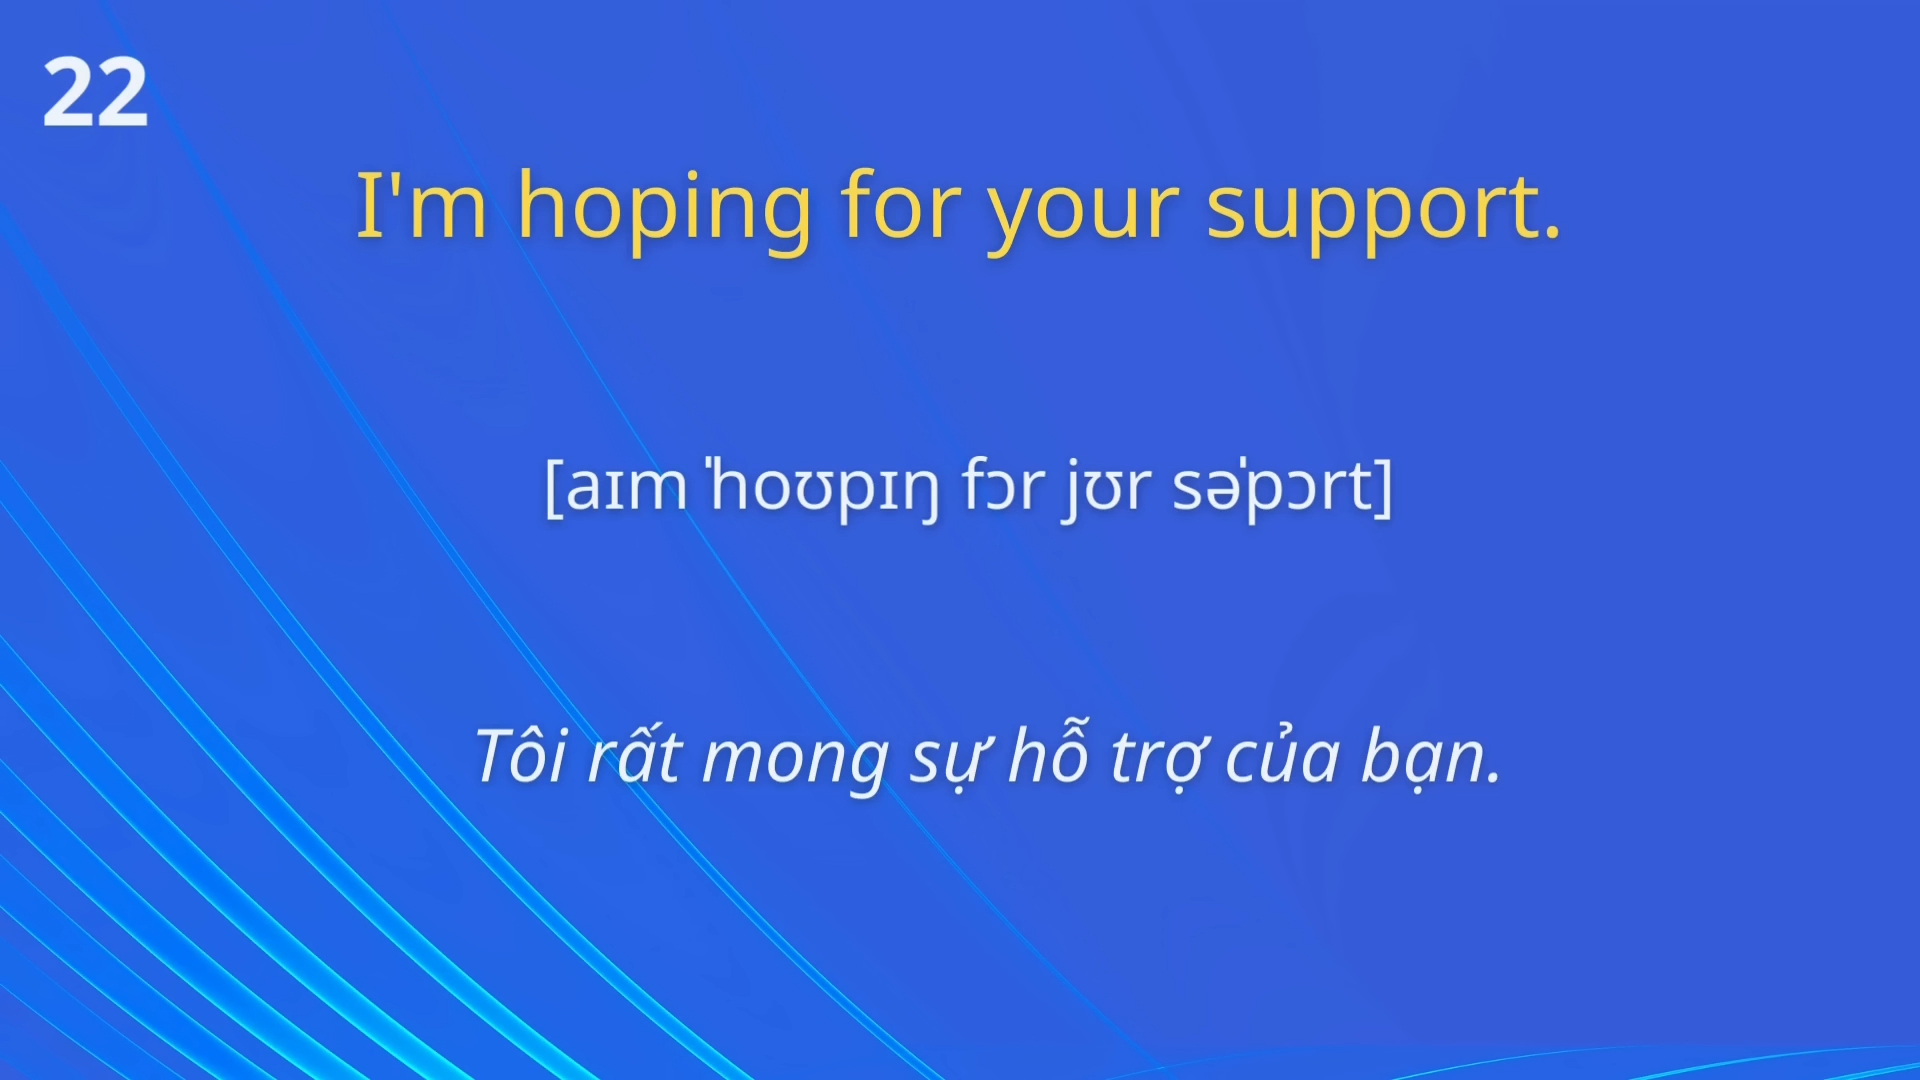 22
I'm hoping for your support.
[aɪm ˈhoʊpɪŋ fɔr jʊr səˈpɔrt]
Tôi rất mong sự hỗ trợ của bạn.